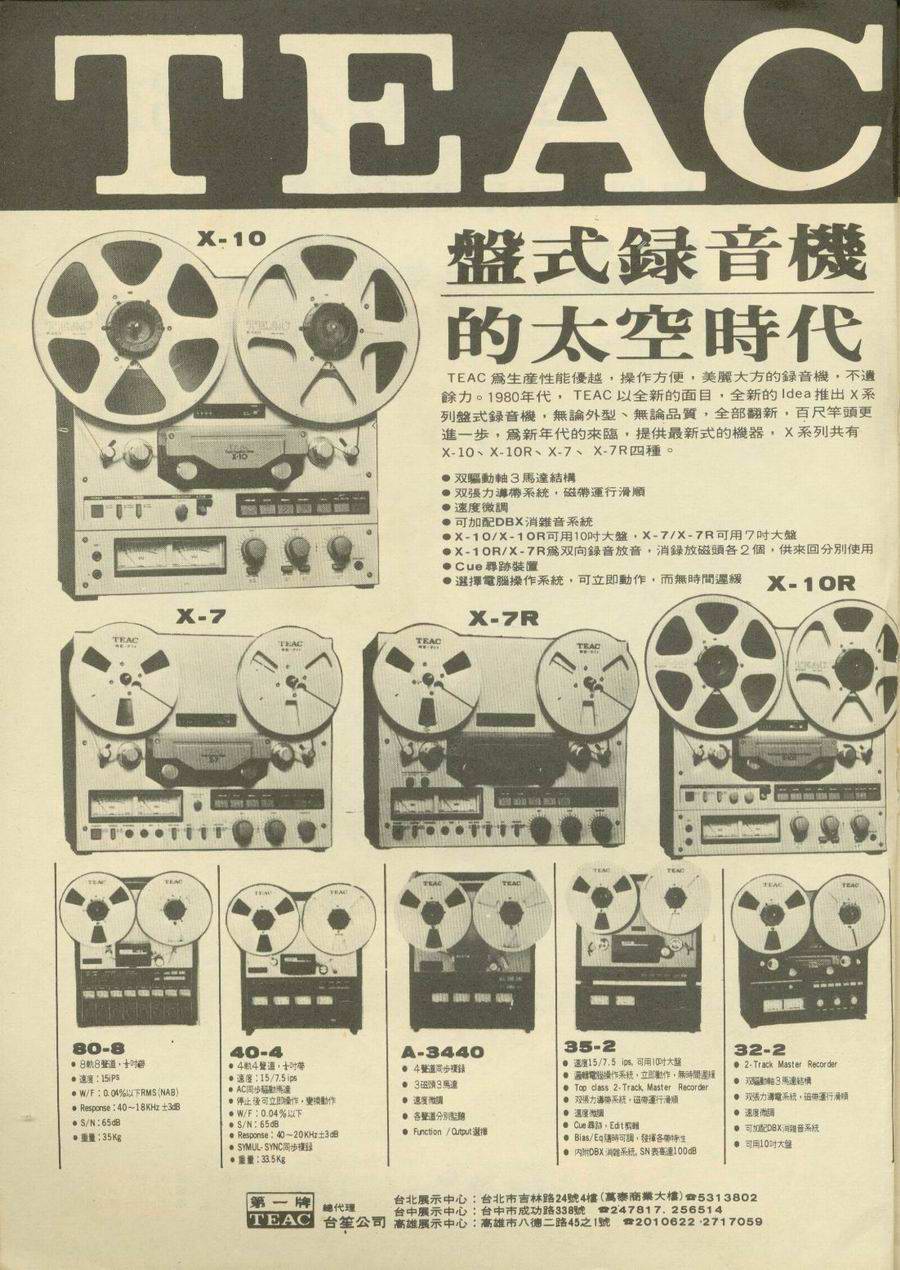 TEAC
X-10
盤式録音機
的太空時代
TEAC 爲生産性能優越，操作方便，美麗大方的録音機，不遺
餘力。1980年代， TEAC 以全新的面目，全新的 Idea 推出 X 系
列盤式録音機，無論外型、無論品質，全部翻新，百尺竿頭更
進一步，爲新年代的來臨，提供最新式的機器， X系列共有
X-10、X-10R、X-7、 X-7R四種。
● 双驅動軸3馬達結構
● 双張力導帶系統，磁帶運行滑順
● 速度微調
● 可加配DBX消雜音系統
● X-10/X-10R可用10吋大盤，X-7/X-7R可用7吋大盤
● X-10R/X-7R爲双向録音放音，消録放磁頭各2個，供來回分別使用
● Cue尋跡裝置
● 選擇電腦操作系統，可立即動作，而無時間遲緩
X-10R
X-7
X-7R
80-8
● 8軌8聲道，
● 速度：15iPS
● W/F：0.04%以下RMS(NAB)
● Response：40~18KHz ±3dB
● S/N：65dB
● 重量：35Kg
40-4
● 4軌4聲道，
● 速度：15/7.5ips
● AC同步驅動馬達
● 停止後可立即操作，變換動作
● W/F：0.04%以下
● S/N：65dB
● Response：40~20KHz±3dB
● SYMUL-SYNC同步複録
● 重量：33.5Kg
A-3440
● 4聲道同步複録
● 3磁頭3馬達
● 速度微調
● 各聲道分別監聽
● Function /Output選擇
35-2
● 速度15/7.5 ips, 可用10吋大盤
● 邏輯電腦操作系統，立即動作，無時間遲緩
● Top class 2-Track, Master Recorder
● 双張力導帶系統，磁帶運行滑順
● 速度微調
● Cue尋跡，Edit剪輯
● Bias/Eq隨時可調，發揮各帶特性
● 內附DBX消雜系統, SN表高達100dB
32-2
● 2-Track Master Recorder
● 双驅動軸3馬達結構
● 双張力導電系統，磁帶運行滑順
● 速度微調
● 可加配DBX消雜音系統
● 可用10吋大盤
第一牌
TEAC
總代理
台笙公司
台北展示中心：台北市吉林路24號4樓(萬泰商業大樓)☎5313802
台中展示中心：台中市成功路338號 ☎247817. 256514
高雄展示中心：高雄市八德二路45之1號 ☎2010622·2717059